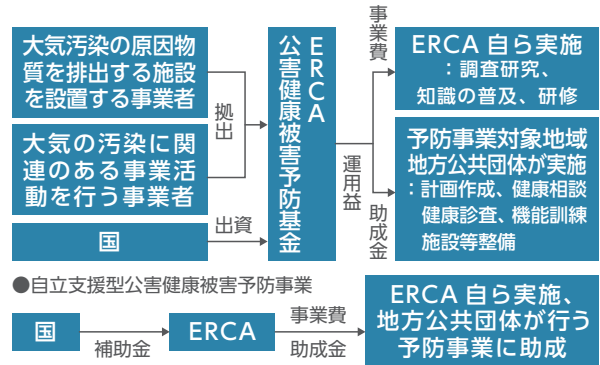 大気汚染の原因物
質を排出する施設
を設置する事業者
大気の汚染に関
連のある事業活
動を行う事業者
国
拠出
出資
ERCA
公害健康被害予防基金
運用益
事業費
助成金
ERCA 自ら実施
：調査研究、
知識の普及、研修
予防事業対象地域
地方公共団体が実施
：計画作成、健康相談
健康診査、機能訓練
施設等整備
●自立支援型公害健康被害予防事業
国
補助金
ERCA
事業費
助成金
ERCA 自ら実施、
地方公共団体が行う
予防事業に助成